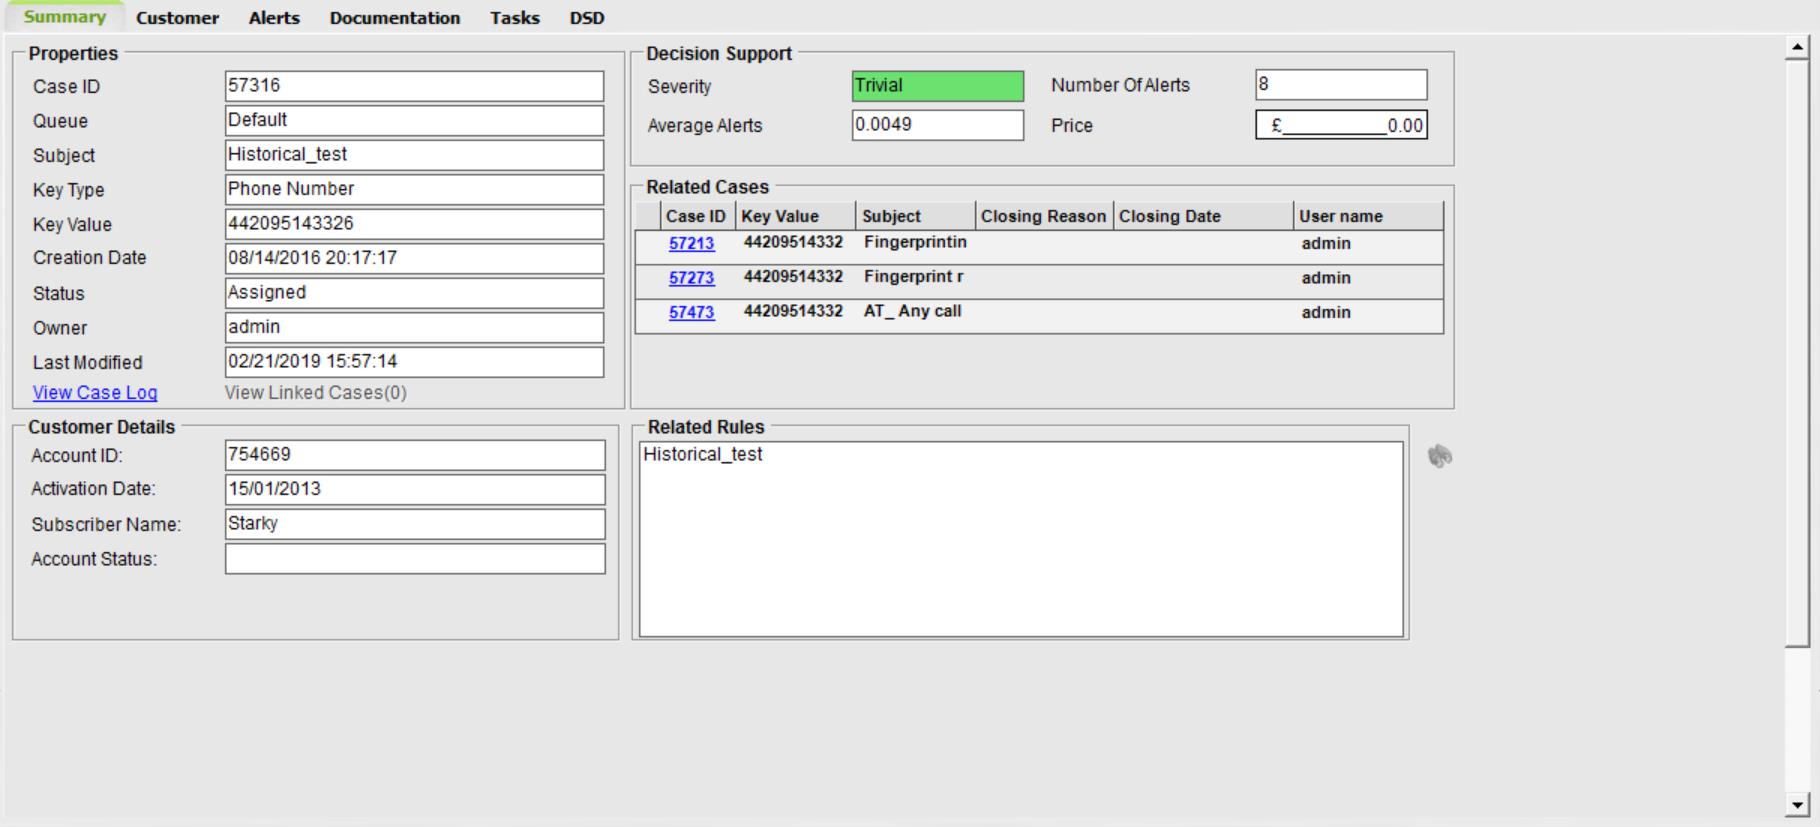 Summary Customer Alerts Documentation Tasks DSD
Properties
Case ID 57316
Queue Default
Subject Historical_test
Key Type Phone Number
Key Value 442095143326
Creation Date 08/14/2016 20:17:17
Status Assigned
Owner admin
Last Modified 02/21/2019 15:57:14
View Case Log View Linked Cases(0)
Decision Support
Severity Trivial Number Of Alerts 8
Average Alerts 0.0049 Price £ 0.00
Related Cases
Case ID Key Value Subject Closing Reason Closing Date User name
57213 44209514332 Fingerprintin admin
57273 44209514332 Fingerprint r admin
57473 44209514332 AT_ Any call admin
Customer Details
Account ID: 754669
Activation Date: 15/01/2013
Subscriber Name: Starky
Account Status:
Related Rules
Historical_test